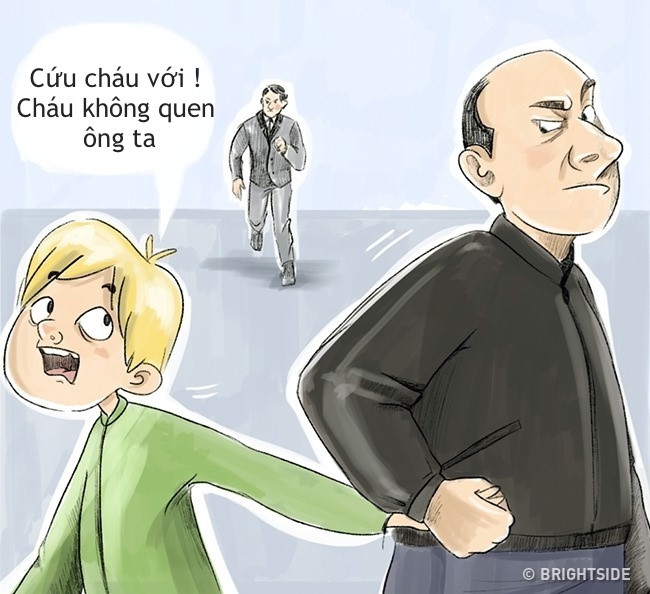 Cứu cháu với !
Cháu không quen
ông ta
© BRIGHTSIDE